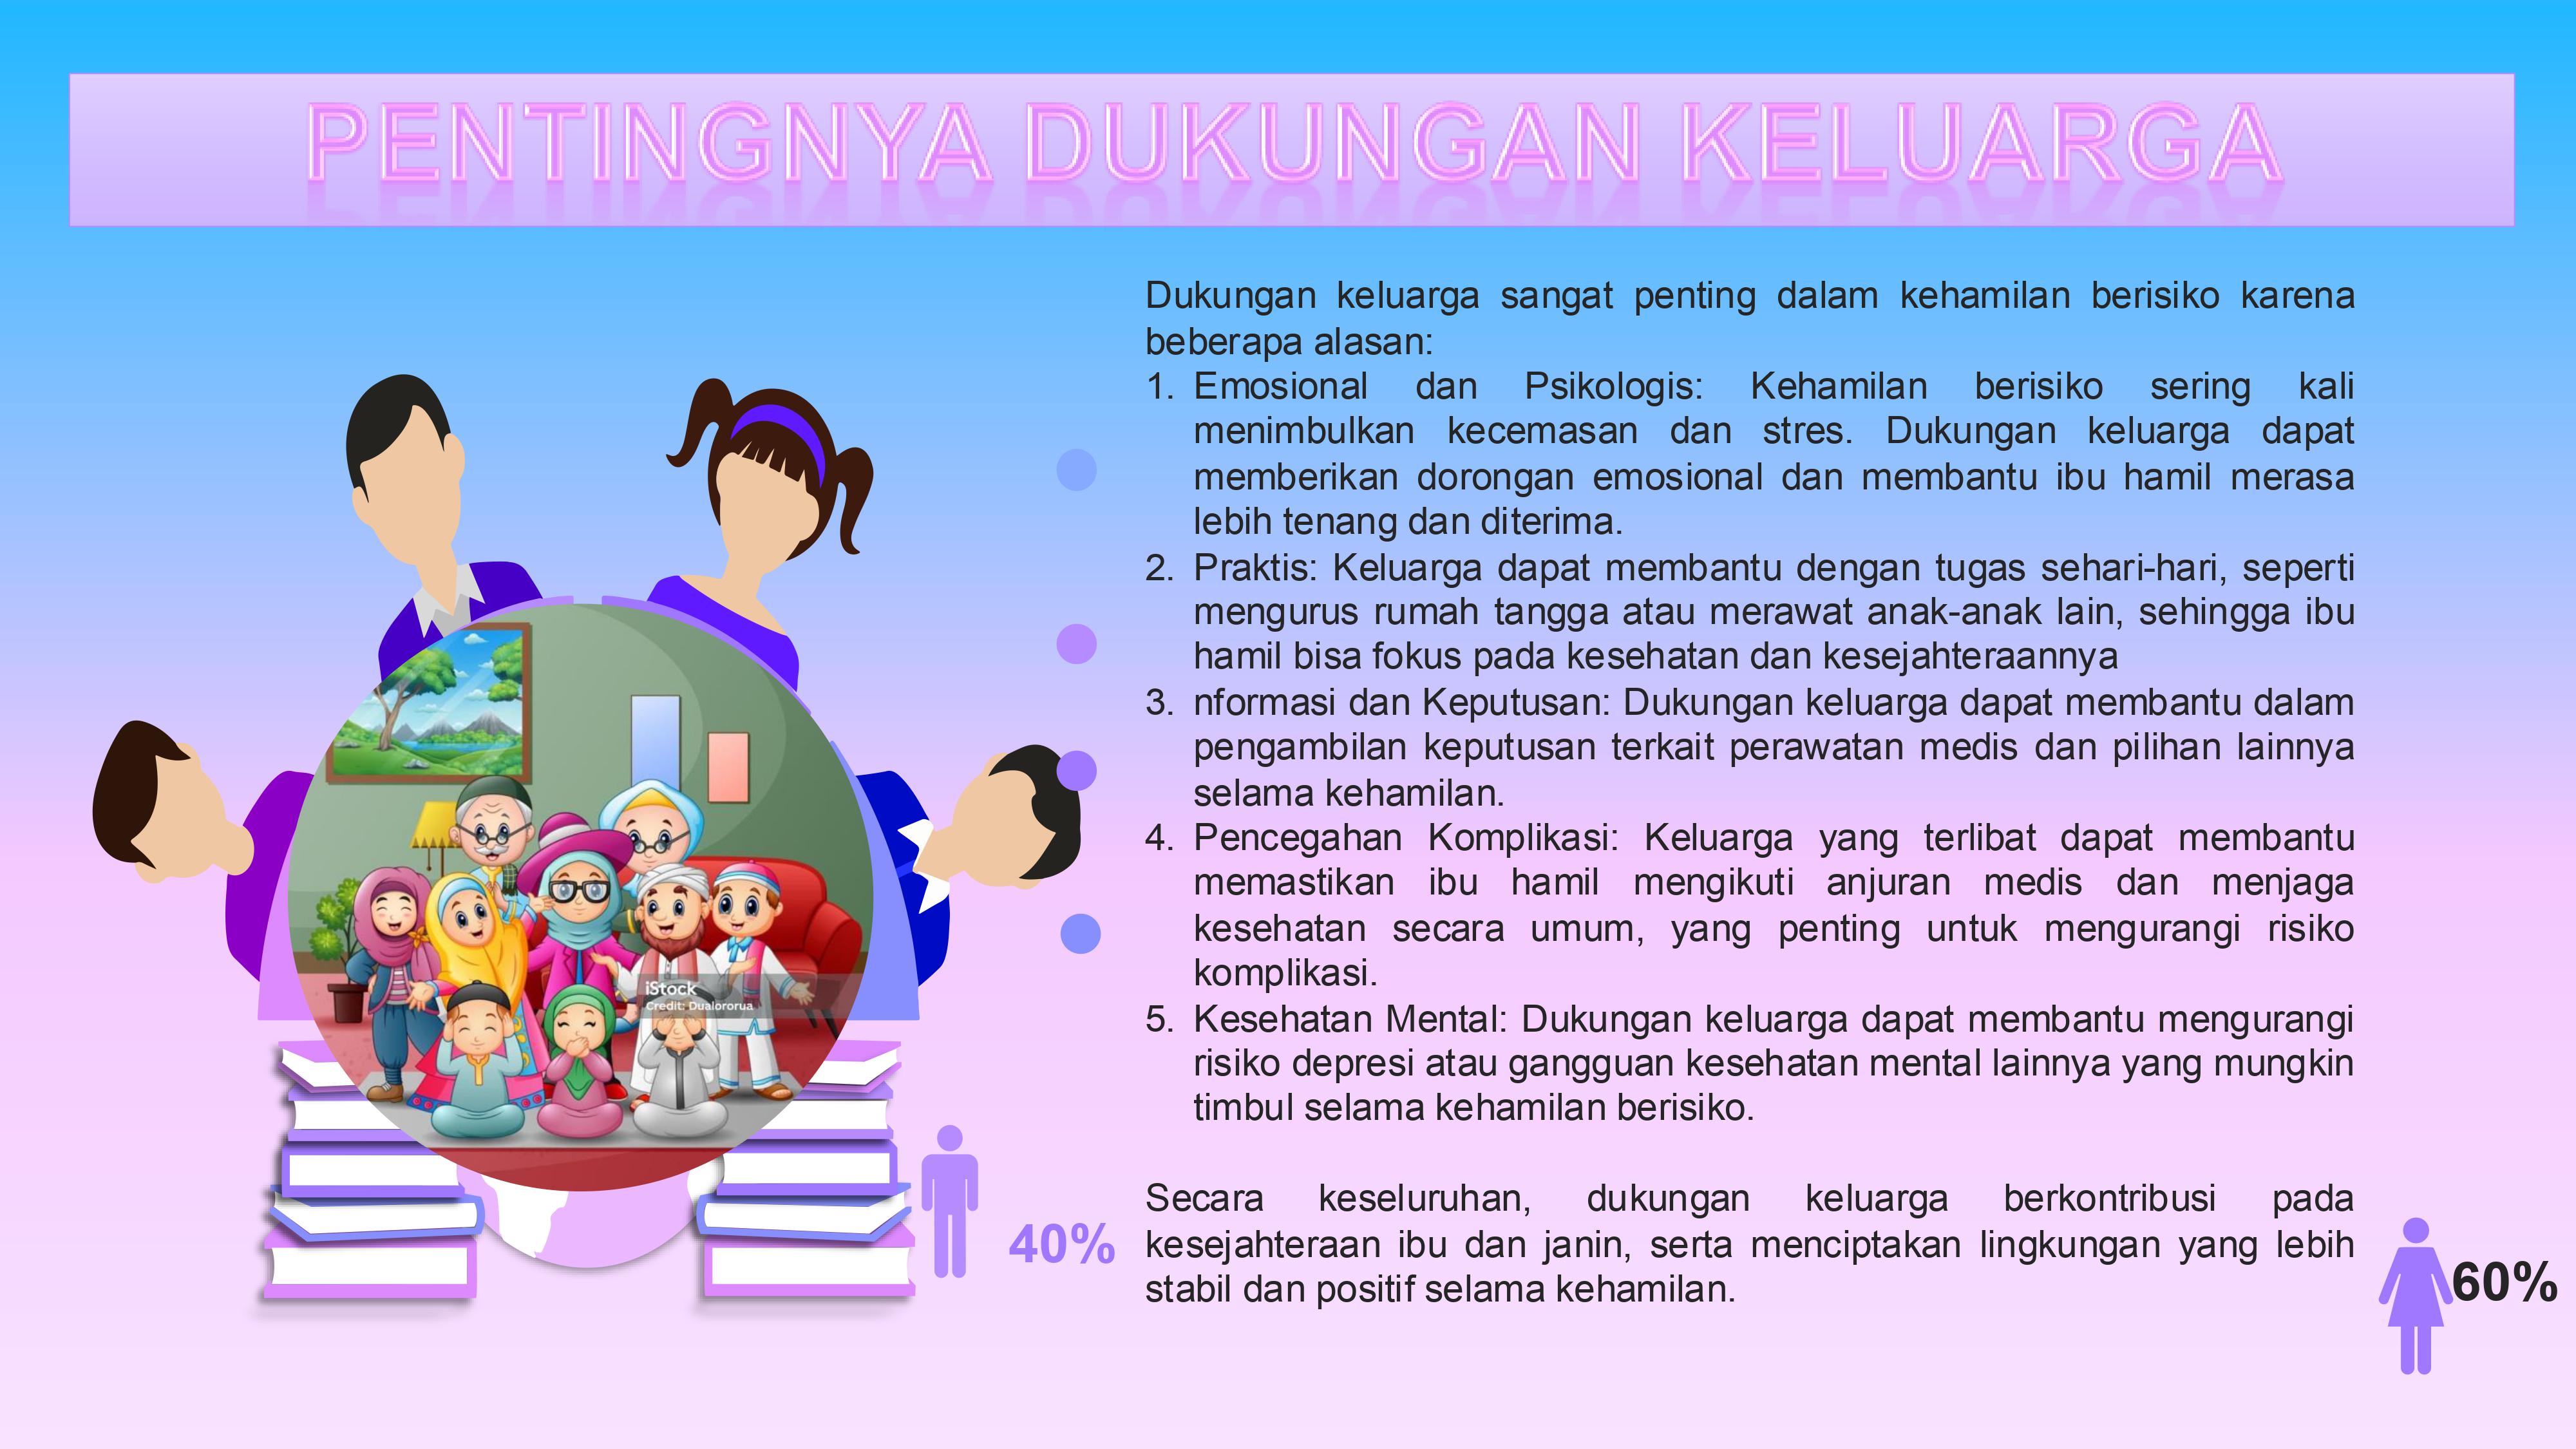 PENTINGNYA DUKUNGAN KELUARGA
Dukungan keluarga sangat penting dalam kehamilan berisiko karena
beberapa alasan:
1. Emosional dan Psikologis: Kehamilan berisiko sering kali
menimbulkan kecemasan dan stres. Dukungan keluarga dapat
memberikan dorongan emosional dan membantu ibu hamil merasa
lebih tenang dan diterima.
2. Praktis: Keluarga dapat membantu dengan tugas sehari-hari, seperti
mengurus rumah tangga atau merawat anak-anak lain, sehingga ibu
hamil bisa fokus pada kesehatan dan kesejahteraannya
3. nformasi dan Keputusan: Dukungan keluarga dapat membantu dalam
pengambilan keputusan terkait perawatan medis dan pilihan lainnya
selama kehamilan.
4. Pencegahan Komplikasi: Keluarga yang terlibat dapat membantu
memastikan ibu hamil mengikuti anjuran medis dan menjaga
kesehatan secara umum, yang penting untuk mengurangi risiko
komplikasi.
5. Kesehatan Mental: Dukungan keluarga dapat membantu mengurangi
risiko depresi atau gangguan kesehatan mental lainnya yang mungkin
timbul selama kehamilan berisiko.
Secara keseluruhan, dukungan keluarga berkontribusi pada
kesejahteraan ibu dan janin, serta menciptakan lingkungan yang lebih
stabil dan positif selama kehamilan.
iStock
Credit: Dualororua
40%
60%